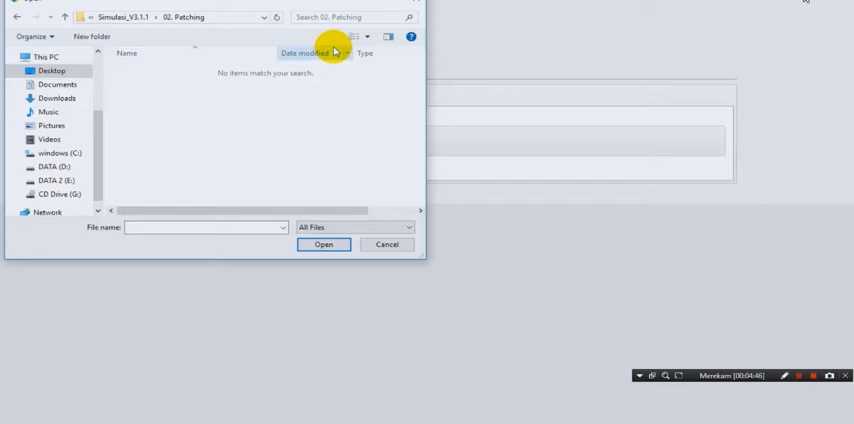 Simulasi_V3.1.1 > 02. Patching
Search 02. Patching
Organize
New folder
Name
Date modified
Type
No items match your search.
This PC
Desktop
Documents
Downloads
Music
Pictures
Videos
windows (C:)
DATA (D:)
DATA 2 (E:)
CD Drive (G:)
Network
File name:
All Files
Open
Cancel
Merekam [00:04:46]